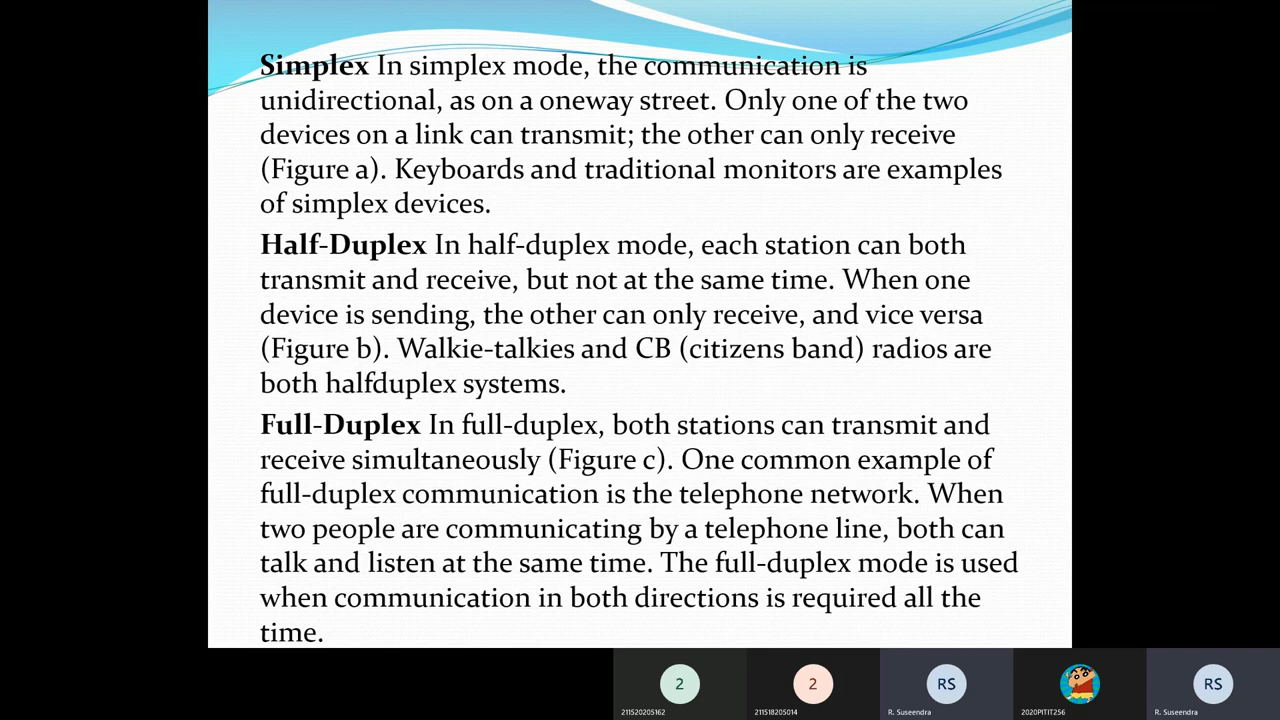 Simplex In simplex mode, the communication is
unidirectional, as on a oneway street. Only one of the two
devices on a link can transmit; the other can only receive
(Figure a). Keyboards and traditional monitors are examples
of simplex devices.
Half-Duplex In half-duplex mode, each station can both
transmit and receive, but not at the same time. When one
device is sending, the other can only receive, and vice versa
(Figure b). Walkie-talkies and CB (citizens band) radios are
both halfduplex systems.
Full-Duplex In full-duplex, both stations can transmit and
receive simultaneously (Figure c). One common example of
full-duplex communication is the telephone network. When
two people are communicating by a telephone line, both can
talk and listen at the same time. The full-duplex mode is used
when communication in both directions is required all the
time.
2 2 RS RS
211520205162 211518205014 R. Suseendra 2020PITIT256 R. Suseendra